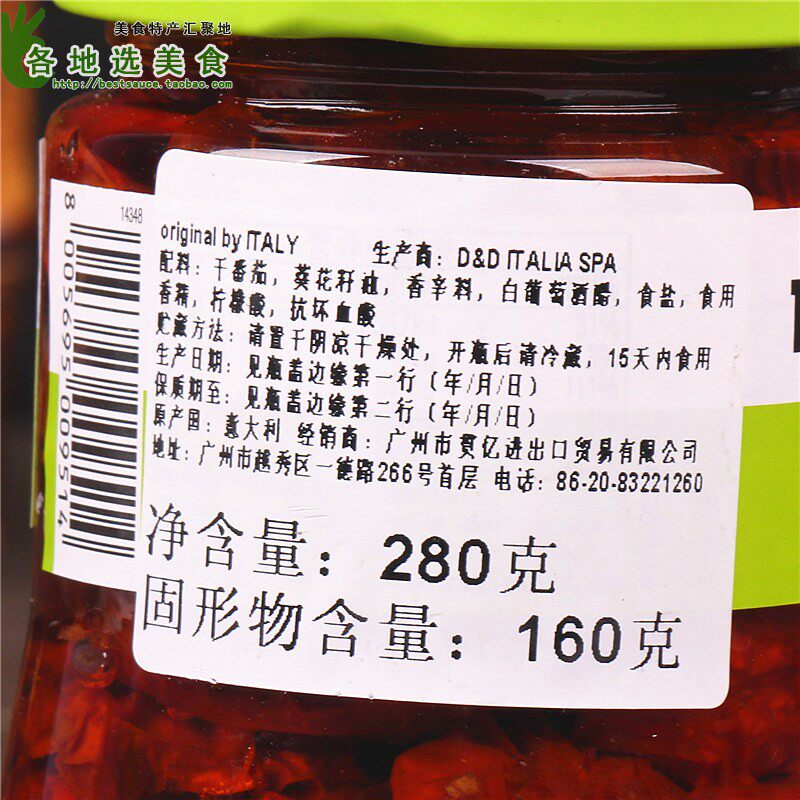 美食特产汇聚地
各地选美食
http://bestsauce.taobao.com
14348
8 005695 009514
original by ITALY 生产商：D&D ITALIA SPA
配料：干番茄，葵花籽油，香辛料，白葡萄酒醋，食盐，食用
香精，柠檬酸，抗坏血酸
贮藏方法：请置于阴凉干燥处，开瓶后请冷藏，15天内食用
生产日期：见瓶盖边缘第一行（年/月/日）
保质期至：见瓶盖边缘第二行（年/月/日）
原产国：意大利 经销商：广州市贯亿进出口贸易有限公司
地址：广州市越秀区一德路266号首层 电话：86-20-83221260
净含量：280克
固形物含量：160克